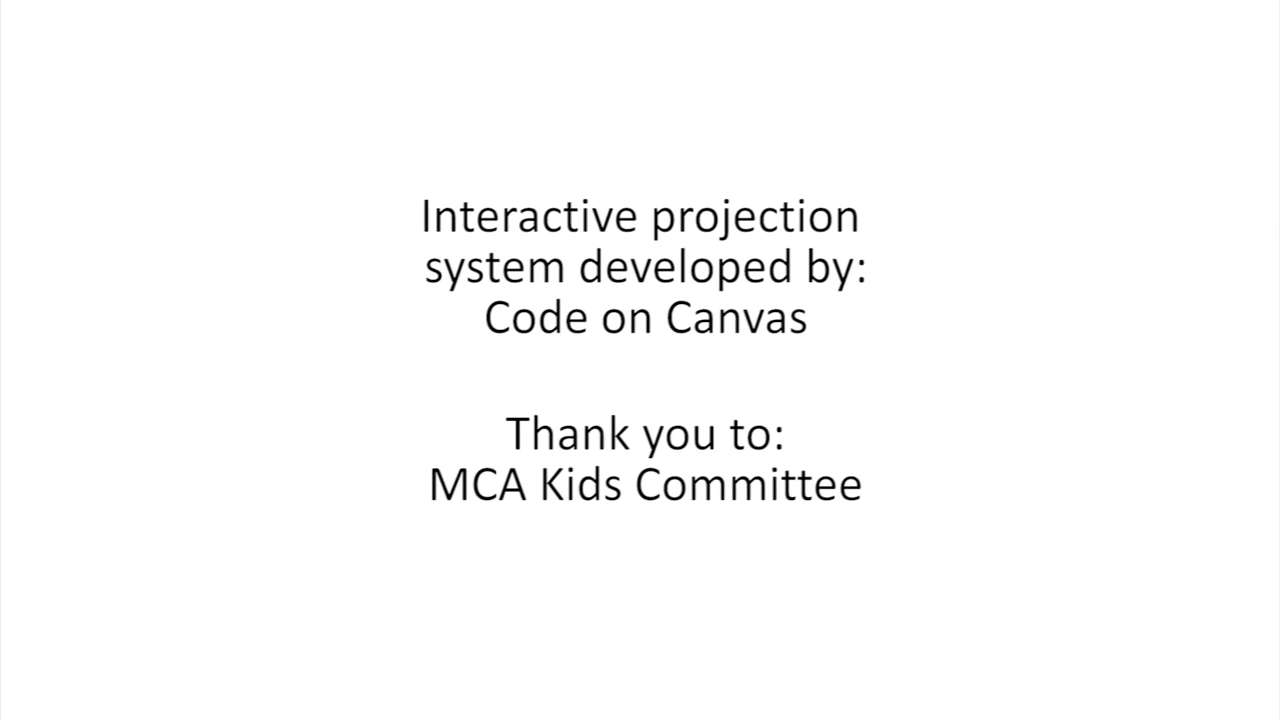 Interactive projection
system developed by:
Code on Canvas
Thank you to:
MCA Kids Committee